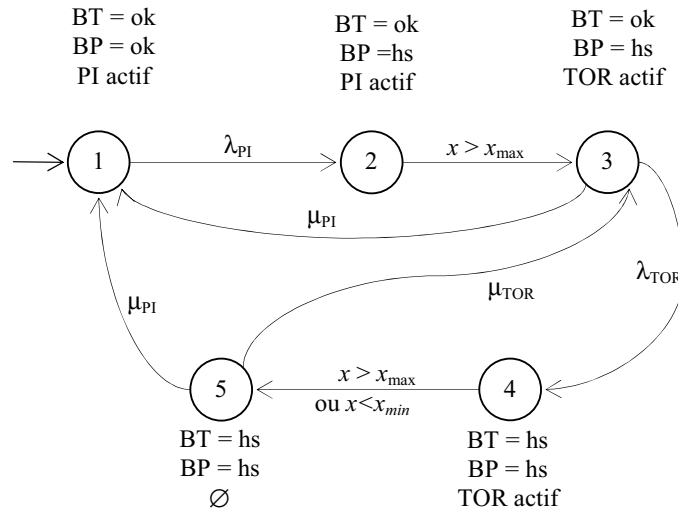 BT = ok
BP = ok
PI actif
BT = ok
BP =hs
PI actif
BT = ok
BP = hs
TOR actif
1
λPI
2
x > xmax
3
μPI
λTOR
μPI
μTOR
5
x > xmax
ou x<xmin
4
BT = hs
BP = hs
∅
BT = hs
BP = hs
TOR actif